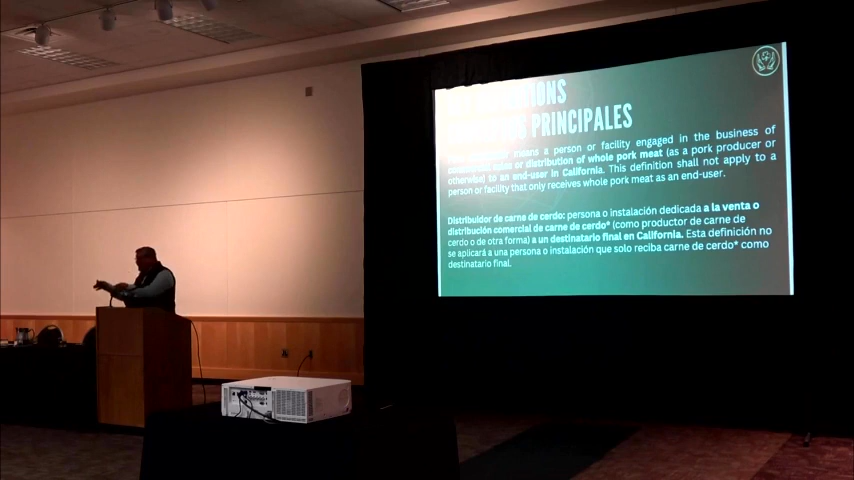 PRINCIPALES
means a person or facility engaged in the business of
or distribution of whole pork meat (as a pork producer or
otherwise) to an end-user in California. This definition shall not apply to a
person or facility that only receives whole pork meat as an end-user.
Distribuidor de carne de cerdo: persona o instalación dedicada a la venta o
distribución comercial de carne de cerdo* (como productor de carne de
cerdo o de otra forma) a un destinatario final en California. Esta definición no
se aplicará a una persona o instalación que solo reciba carne de cerdo* como
destinatario final.